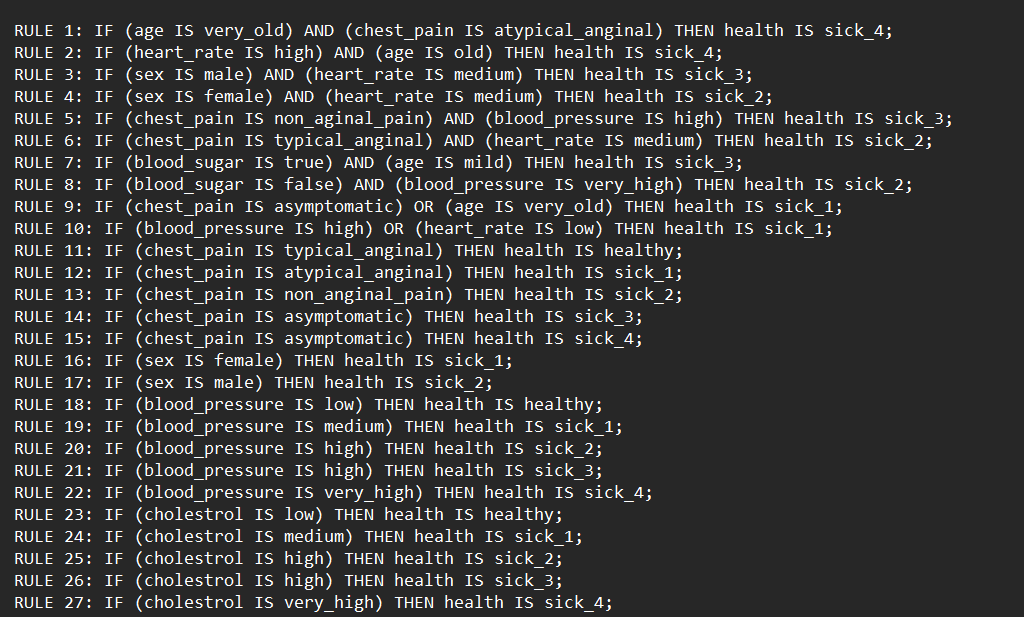 RULE 1: IF (age IS very_old) AND (chest_pain IS atypical_anginal) THEN health IS sick_4;
RULE 2: IF (heart_rate IS high) AND (age IS old) THEN health IS sick_4;
RULE 3: IF (sex IS male) AND (heart_rate IS medium) THEN health IS sick_3;
RULE 4: IF (sex IS female) AND (heart_rate IS medium) THEN health IS sick_2;
RULE 5: IF (chest_pain IS non_aginal_pain) AND (blood_pressure IS high) THEN health IS sick_3;
RULE 6: IF (chest_pain IS typical_anginal) AND (heart_rate IS medium) THEN health IS sick_2;
RULE 7: IF (blood_sugar IS true) AND (age IS mild) THEN health IS sick_3;
RULE 8: IF (blood_sugar IS false) AND (blood_pressure IS very_high) THEN health IS sick_2;
RULE 9: IF (chest_pain IS asymptomatic) OR (age IS very_old) THEN health IS sick_1;
RULE 10: IF (blood_pressure IS high) OR (heart_rate IS low) THEN health IS sick_1;
RULE 11: IF (chest_pain IS typical_anginal) THEN health IS healthy;
RULE 12: IF (chest_pain IS atypical_anginal) THEN health IS sick_1;
RULE 13: IF (chest_pain IS non_anginal_pain) THEN health IS sick_2;
RULE 14: IF (chest_pain IS asymptomatic) THEN health IS sick_3;
RULE 15: IF (chest_pain IS asymptomatic) THEN health IS sick_4;
RULE 16: IF (sex IS female) THEN health IS sick_1;
RULE 17: IF (sex IS male) THEN health IS sick_2;
RULE 18: IF (blood_pressure IS low) THEN health IS healthy;
RULE 19: IF (blood_pressure IS medium) THEN health IS sick_1;
RULE 20: IF (blood_pressure IS high) THEN health IS sick_2;
RULE 21: IF (blood_pressure IS high) THEN health IS sick_3;
RULE 22: IF (blood_pressure IS very_high) THEN health IS sick_4;
RULE 23: IF (cholestrol IS low) THEN health IS healthy;
RULE 24: IF (cholestrol IS medium) THEN health IS sick_1;
RULE 25: IF (cholestrol IS high) THEN health IS sick_2;
RULE 26: IF (cholestrol IS high) THEN health IS sick_3;
RULE 27: IF (cholestrol IS very_high) THEN health IS sick_4;